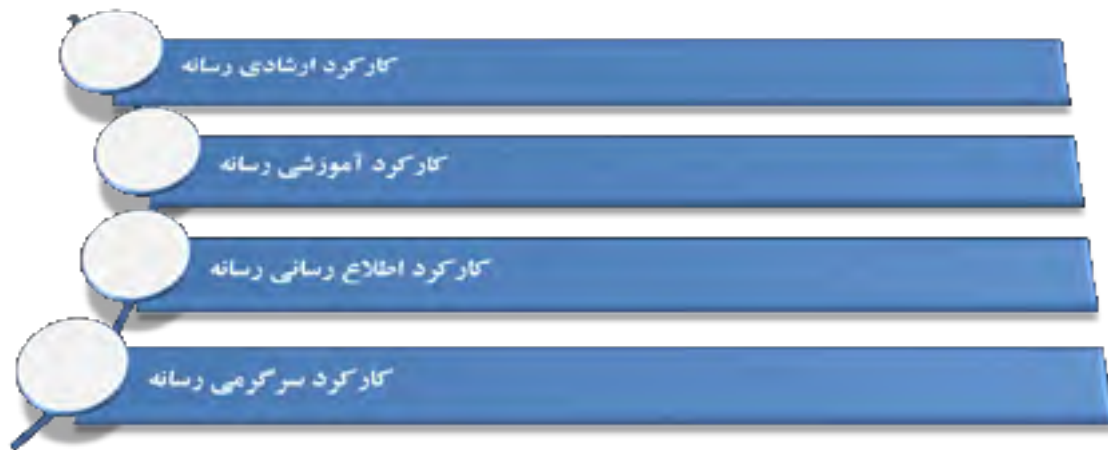 کارکرد ارشادی رسانه
کارکرد آموزشی رسانه
کارکرد اطلاع رسانی رسانه
کارکرد سرگرمی رسانه